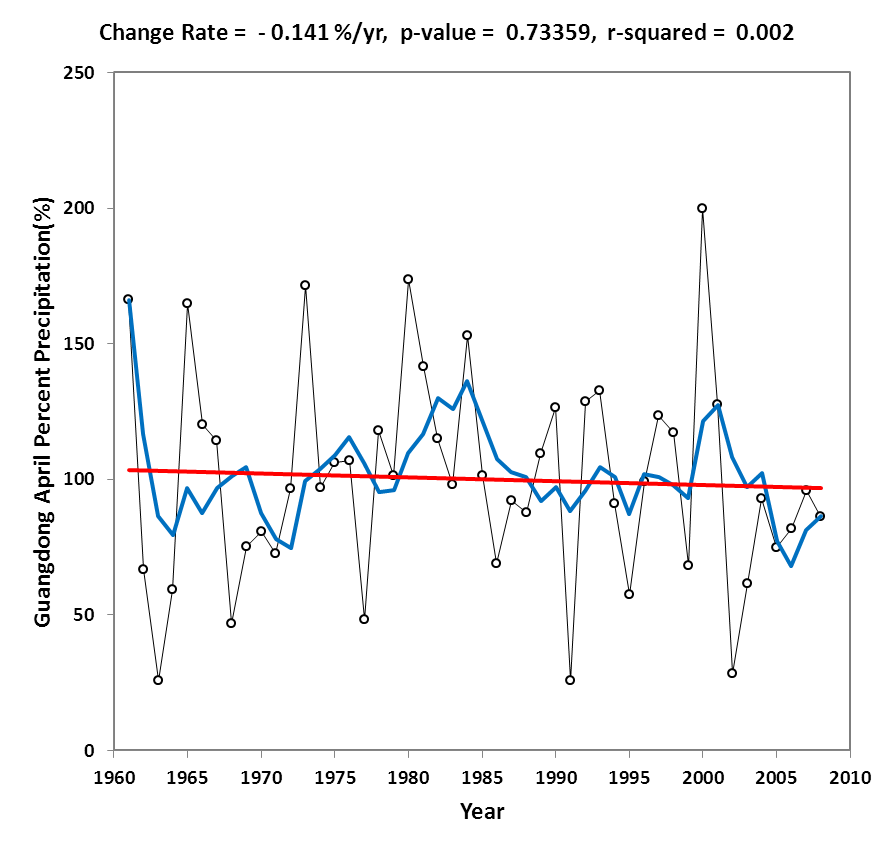 Change Rate = - 0.141 %/yr, p-value = 0.73359, r-squared = 0.002
250
200
150
100
50
0
Guangdong April Percent Precipitation(%)
1960 1965 1970 1975 1980 1985 1990 1995 2000 2005 2010
Year